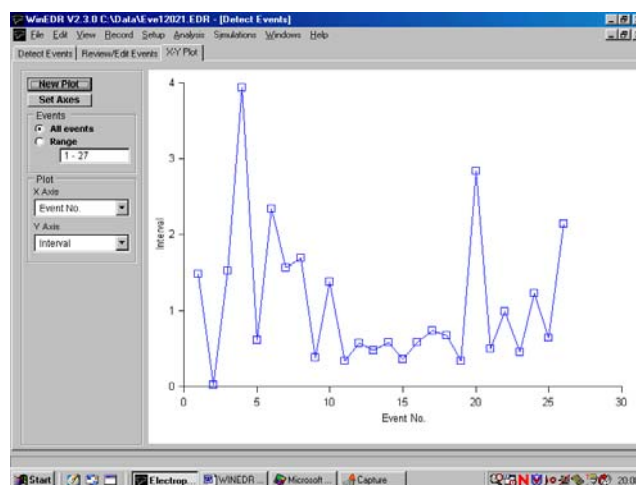 WinEDR V2.3.0 C:\Data\Eve12021.EDR - [Detect Events]
File Edit View Record Setup Analysis Simulations Windows Help
Detect Events Review/Edit Events X-Y Plot
New Plot
Set Axes
Events
All events
Range
1 - 27
Plot
X Axis
Event No.
Y Axis
Interval
4
3
2
1
0
Interval
0 5 10 15 20 25 30
Event No.
Start Electrop... WINEDR ... Microsoft ... Capture